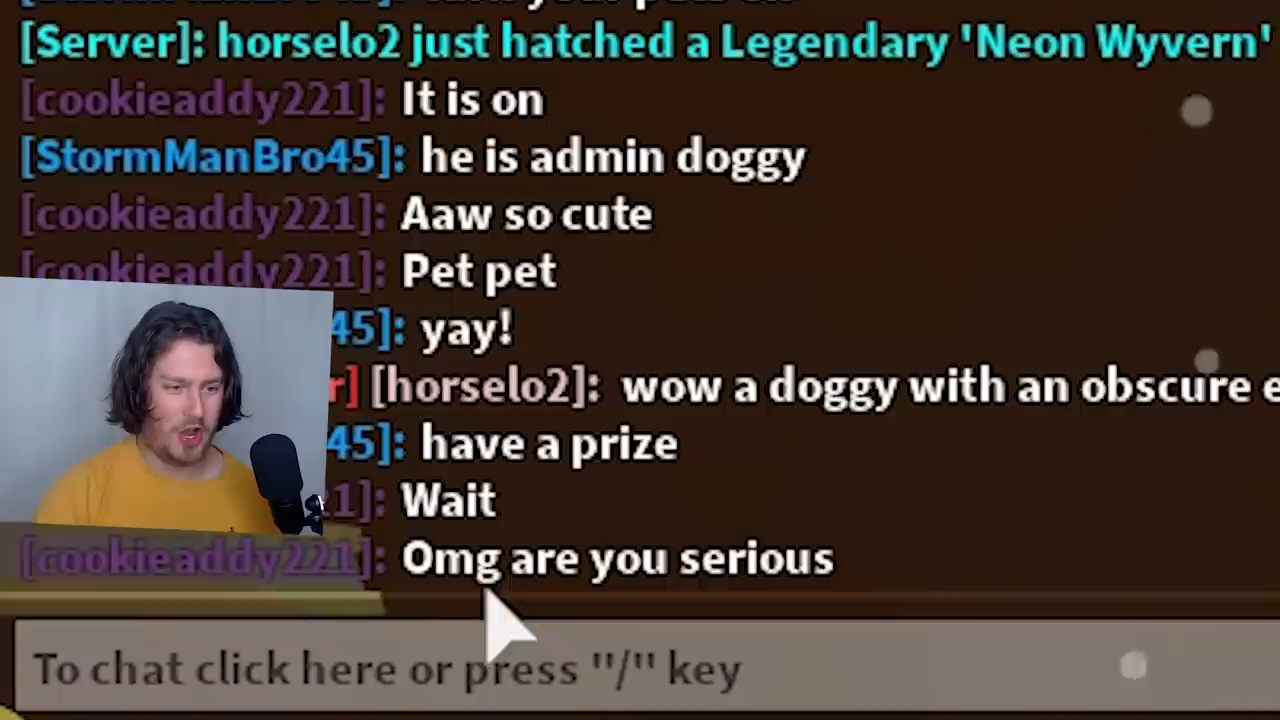 [Server]: horselo2 just hatched a Legendary 'Neon Wyvern'
[cookieaddy221]: It is on
[StormManBro45]: he is admin doggy
[cookieaddy221]: Aaw so cute
[cookieaddy221]: Pet pet
45]: yay!
r] [horselo2]: wow a doggy with an obscure e
45]: have a prize
1]: Wait
[cookieaddy221]: Omg are you serious
To chat click here or press "/" key